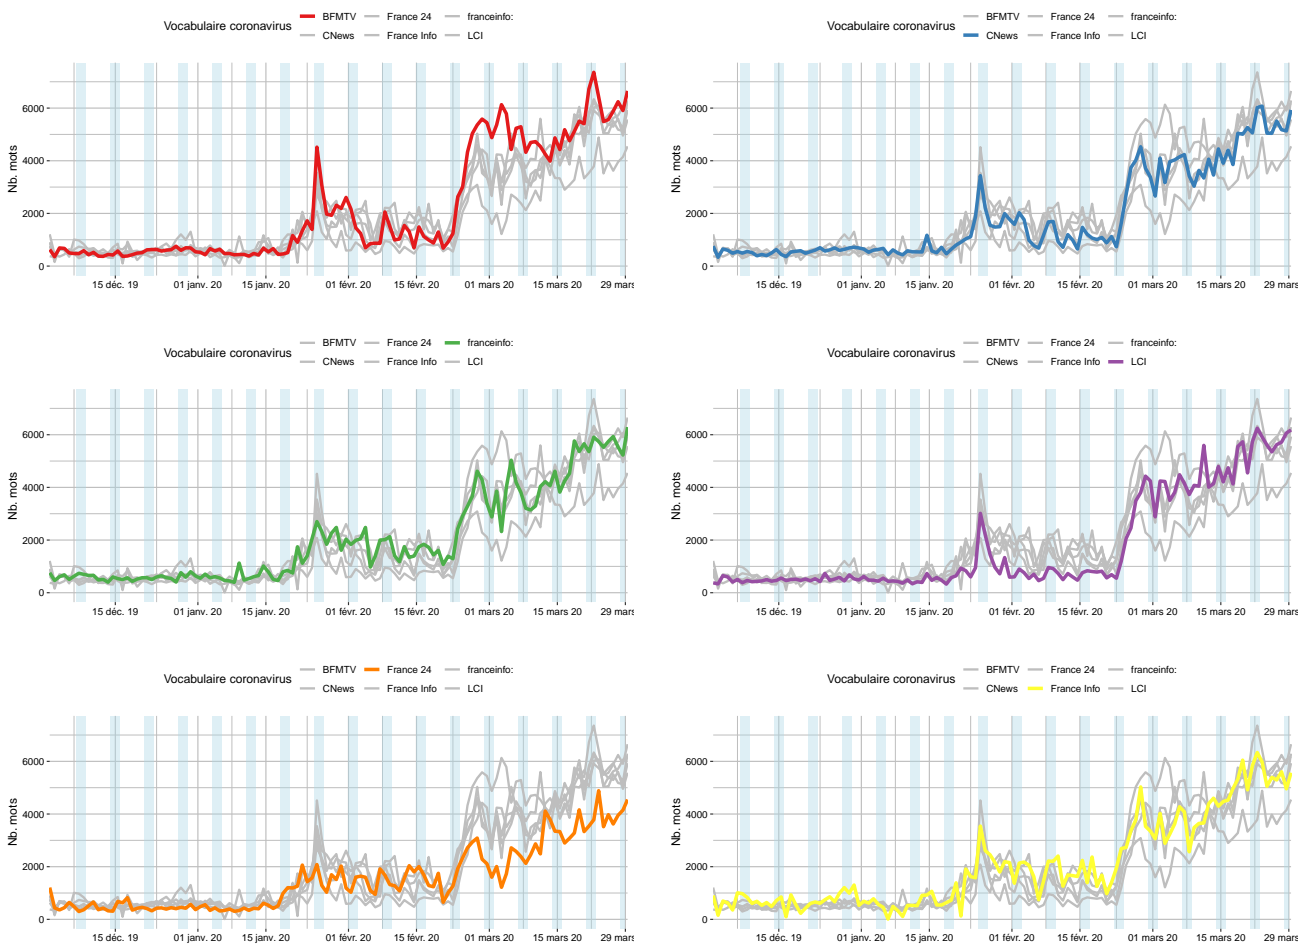 Vocabulaire coronavirus BFMTV France 24 franceinfo:
CNews France Info LCI
Nb. mots
6000
4000
2000
0
15 déc. 19 01 janv. 20 15 janv. 20 01 févr. 20 15 févr. 20 01 mars 20 15 mars 20 29 mars
Vocabulaire coronavirus BFMTV France 24 franceinfo:
CNews France Info LCI
Nb. mots
6000
4000
2000
0
15 déc. 19 01 janv. 20 15 janv. 20 01 févr. 20 15 févr. 20 01 mars 20 15 mars 20 29 mars
Vocabulaire coronavirus BFMTV France 24 franceinfo:
CNews France Info LCI
Nb. mots
6000
4000
2000
0
15 déc. 19 01 janv. 20 15 janv. 20 01 févr. 20 15 févr. 20 01 mars 20 15 mars 20 29 mars
Vocabulaire coronavirus BFMTV France 24 franceinfo:
CNews France Info LCI
Nb. mots
6000
4000
2000
0
15 déc. 19 01 janv. 20 15 janv. 20 01 févr. 20 15 févr. 20 01 mars 20 15 mars 20 29 mars
Vocabulaire coronavirus BFMTV France 24 franceinfo:
CNews France Info LCI
Nb. mots
6000
4000
2000
0
15 déc. 19 01 janv. 20 15 janv. 20 01 févr. 20 15 févr. 20 01 mars 20 15 mars 20 29 mars
Vocabulaire coronavirus BFMTV France 24 franceinfo:
CNews France Info LCI
Nb. mots
6000
4000
2000
0
15 déc. 19 01 janv. 20 15 janv. 20 01 févr. 20 15 févr. 20 01 mars 20 15 mars 20 29 mars